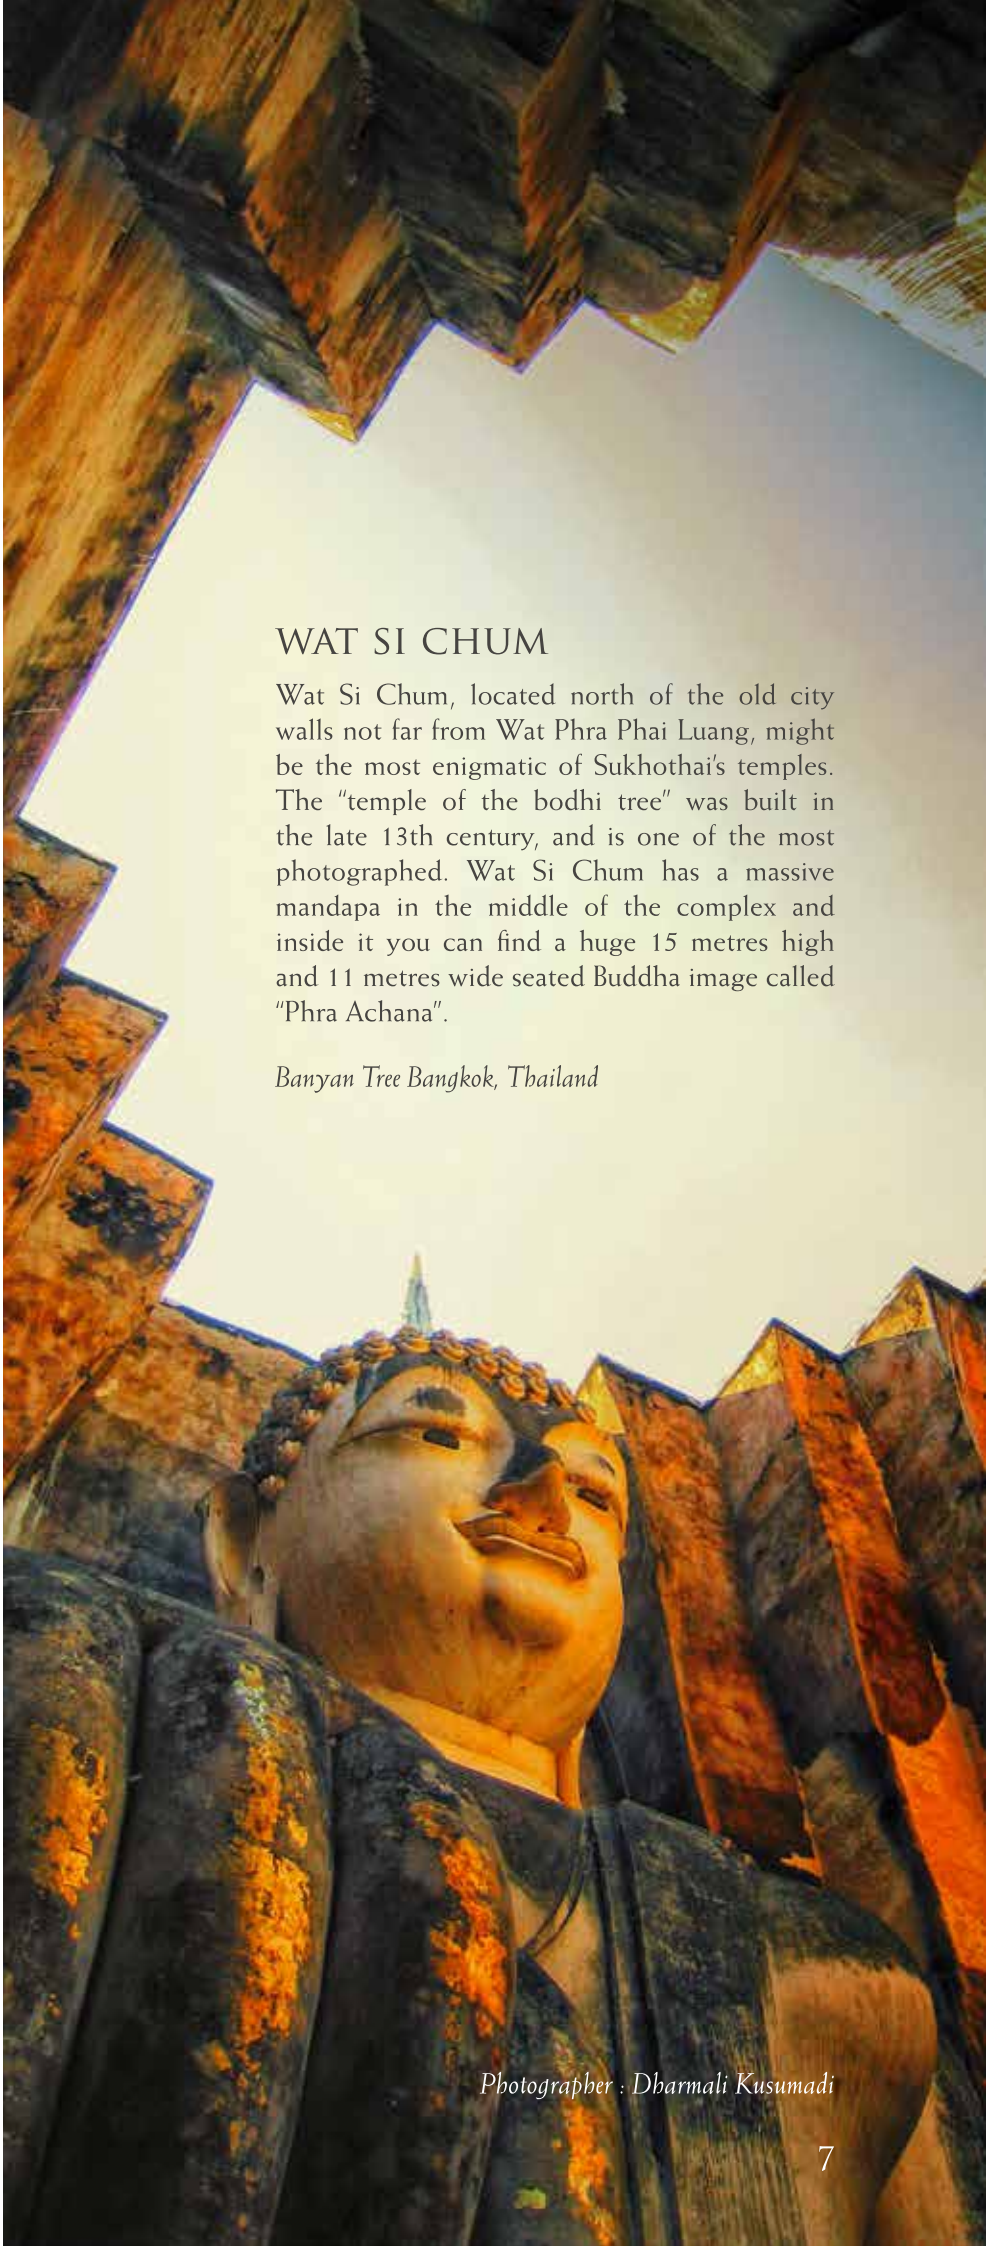 WAT SI CHUM
Wat Si Chum, located north of the old city
walls not far from Wat Phra Phai Luang, might
be the most enigmatic of Sukhothai's temples.
The “temple of the bodhi tree” was built in
the late 13th century, and is one of the most
photographed. Wat Si Chum has a massive
mandapa in the middle of the complex and
inside it you can find a huge 15 metres high
and 11 metres wide seated Buddha image called
“Phra Achana”.
Banyan Tree Bangkok, Thailand
Photographer : Dharmali Kusumadi
7